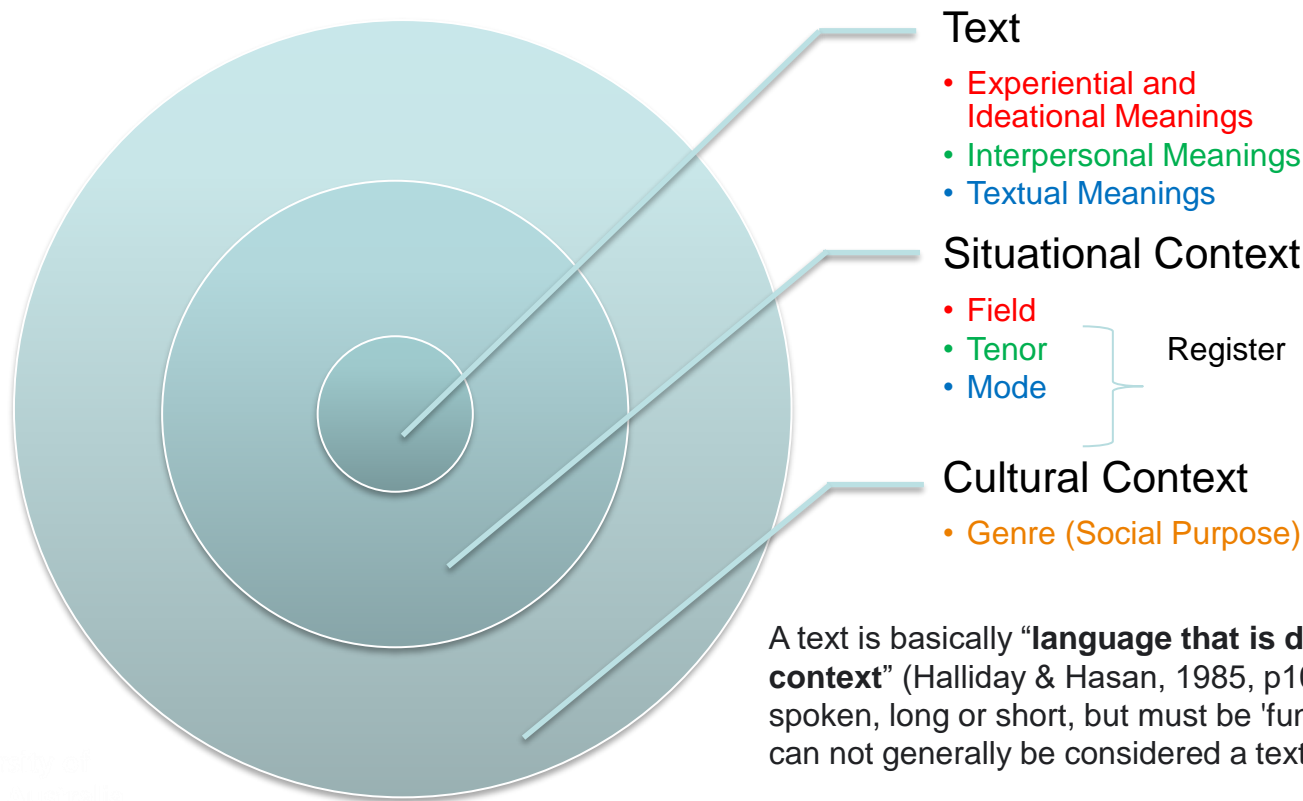 Text
• Experiential and
Ideational Meanings
• Interpersonal Meanings
• Textual Meanings
Situational Context
• Field
• Tenor
Register
• Mode
Cultural Context
• Genre (Social Purpose)
A text is basically “language that is
context” (Halliday & Hasan, 1985,
spoken, long or short, but must be
can not generally be considered a text